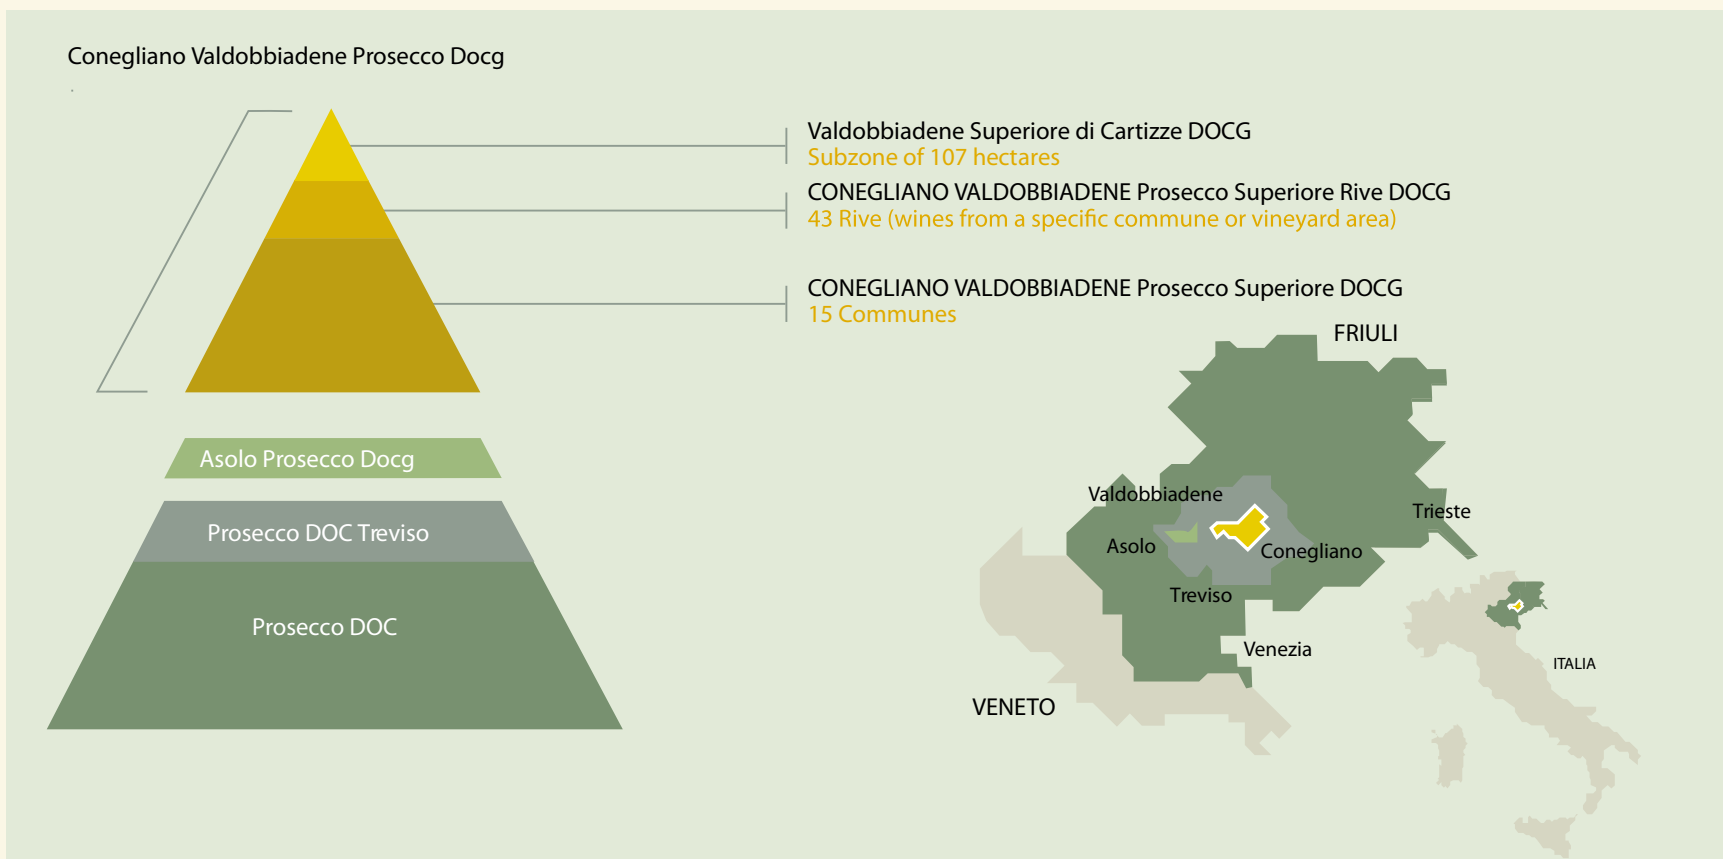 Conegliano Valdobbiadene Prosecco Docg
.
Valdobbiadene Superiore di Cartizze DOCG
Subzone of 107 hectares
CONEGLIANO VALDOBBIADENE Prosecco Superiore Rive DOCG
43 Rive (wines from a specific commune or vineyard area)
CONEGLIANO VALDOBBIADENE Prosecco Superiore DOCG
15 Communes
Asolo Prosecco Docg
Prosecco DOC Treviso
Prosecco DOC
FRIULI
Valdobbiadene
Trieste
Asolo
Conegliano
Treviso
Venezia
VENETO
ITALIA